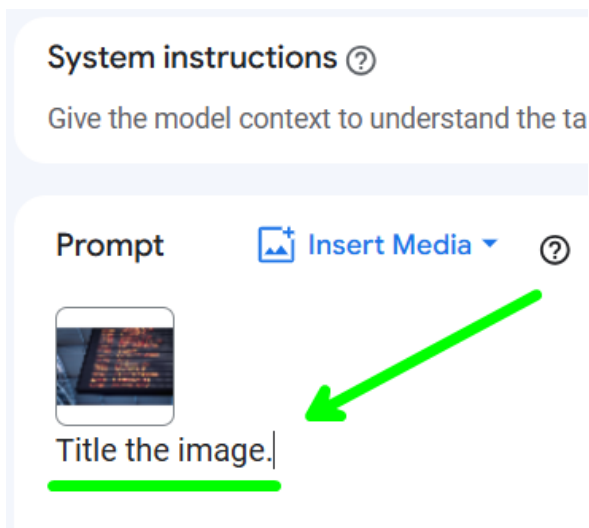 System instructions
Give the model context to understand the ta
Prompt
Insert Media
Title the image.